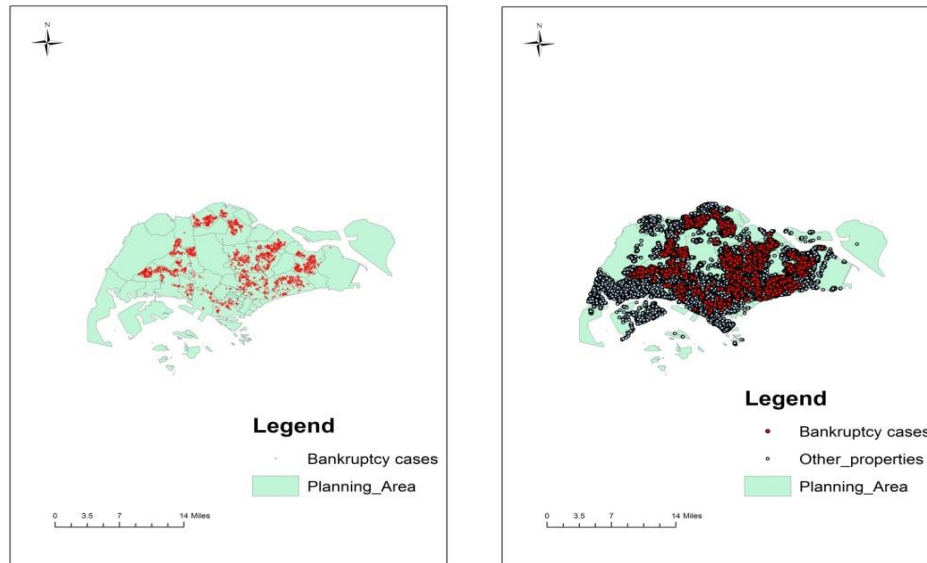 N
Legend
Bankruptcy cases
Planning_Area
0 3.5 7 14 Miles
N
Legend
Bankruptcy cases
Other_properties
Planning_Area
0 3.5 7 14 Miles